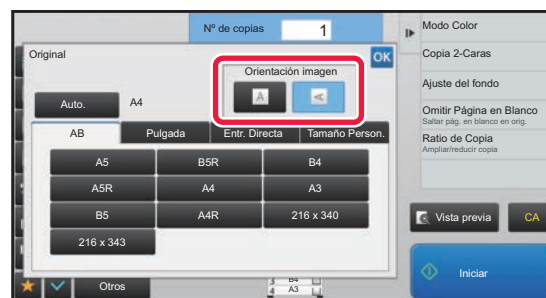 Nº de copias 1
Original
OK
Orientación imagen
A A
Auto. A4
AB Pulgada Entr. Directa Tamaño Person.
A5 B5R B4
A5R A4 A3
B5 A4R 216 x 340
216 x 343
Otros
3 B4
4 A3
Modo Color
Copia 2-Caras
Ajuste del fondo
Omitir Página en Blanco
Saltar pág. en blanco en orig.
Ratio de Copia
Ampliar/reducir copia
Vista previa CA
Iniciar